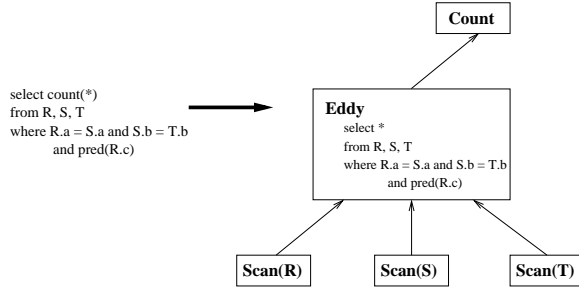 Count
select count(*)
from R, S, T
where R.a = S.a and S.b = T.b
and pred(R.c)
Eddy
select *
from R, S, T
where R.a = S.a and S.b = T.b
and pred(R.c)
Scan(R)
Scan(S)
Scan(T)